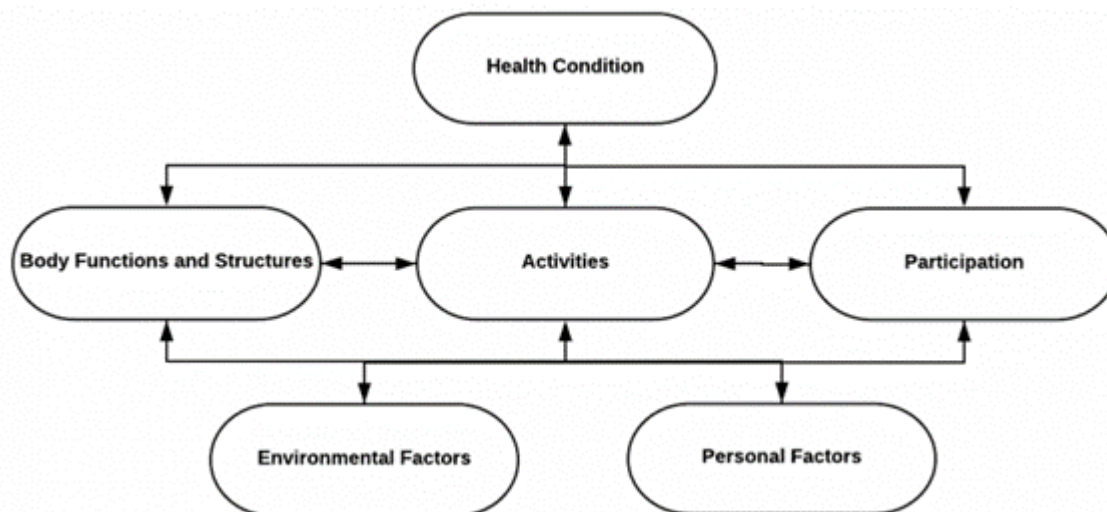 Health Condition
Body Functions and Structures
Activities
Participation
Environmental Factors
Personal Factors